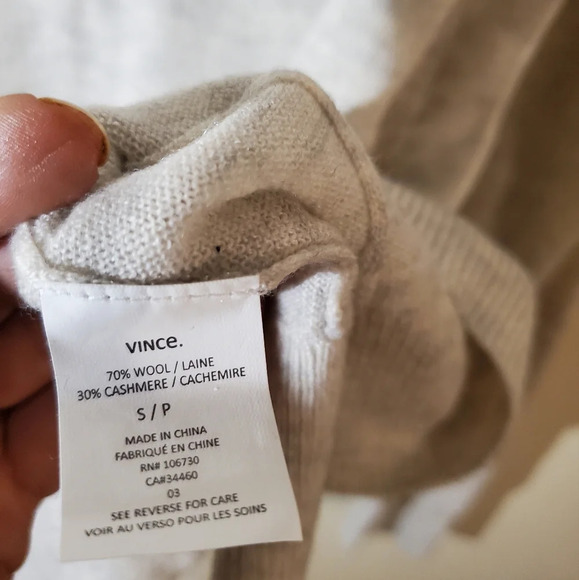 VINCE.
70% WOOL / LAINE
30% CASHMERE / CACHEMIRE
S / P
MADE IN CHINA
FABRIQUÉ EN CHINE
RN# 106730
CA#34460
03
SEE REVERSE FOR CARE
VOIR AU VERSO POUR LES SOINS